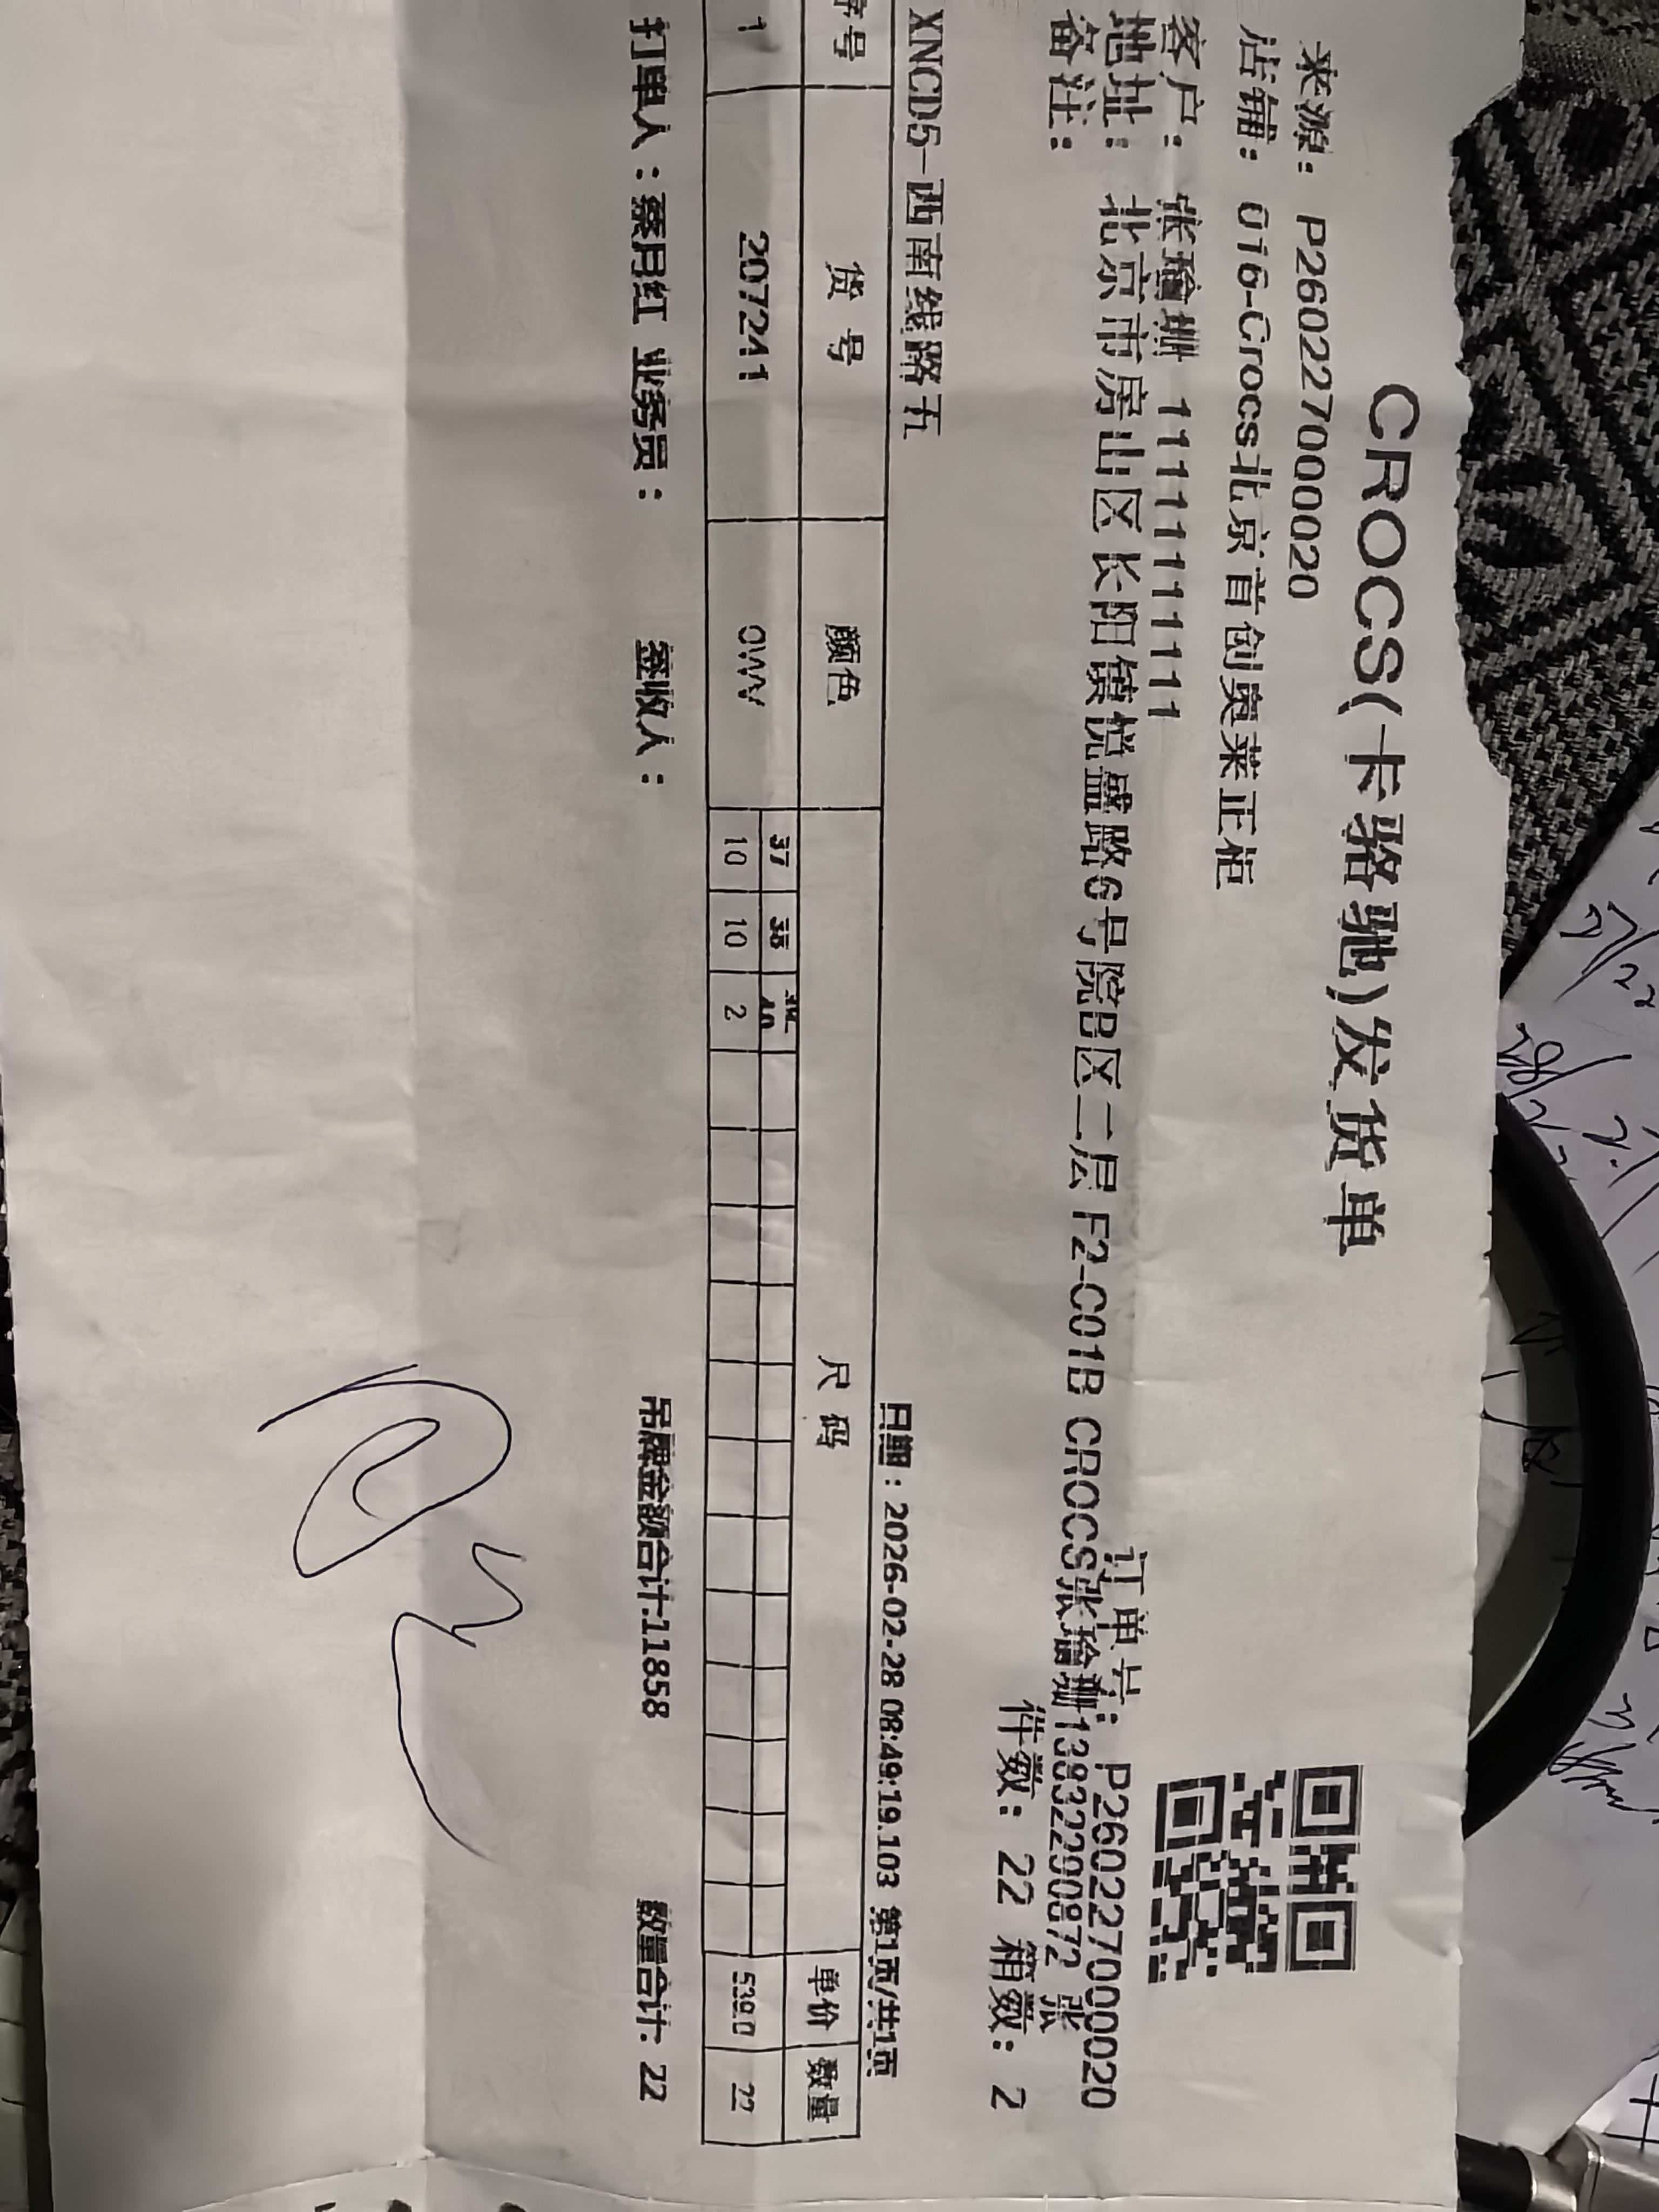 CROCS(卡骆驰)发货单
来源: P260227000020
店铺: 016-Crocs北京首创奥莱正柜
客户: 张瑜珊 11111111111 订单号: P260227000020
地址: 北京市房山区长阳镇悦盛路6号院B区二层 F2-C01B CROCS张瑜珊13832290872 张
备注: 件数: 22 箱数: 2
XNCD5-西南线路五 日期:2026-02-28 08:49:19.103 第1页/共1页
序号 货 号 颜色 尺 码 单价 数量
37 38
1 207241 0WV 10 10 2 539.0 22
打单人:蔡月红 业务员: 签收人: 吊牌金额合计:11858 数量合计: 22